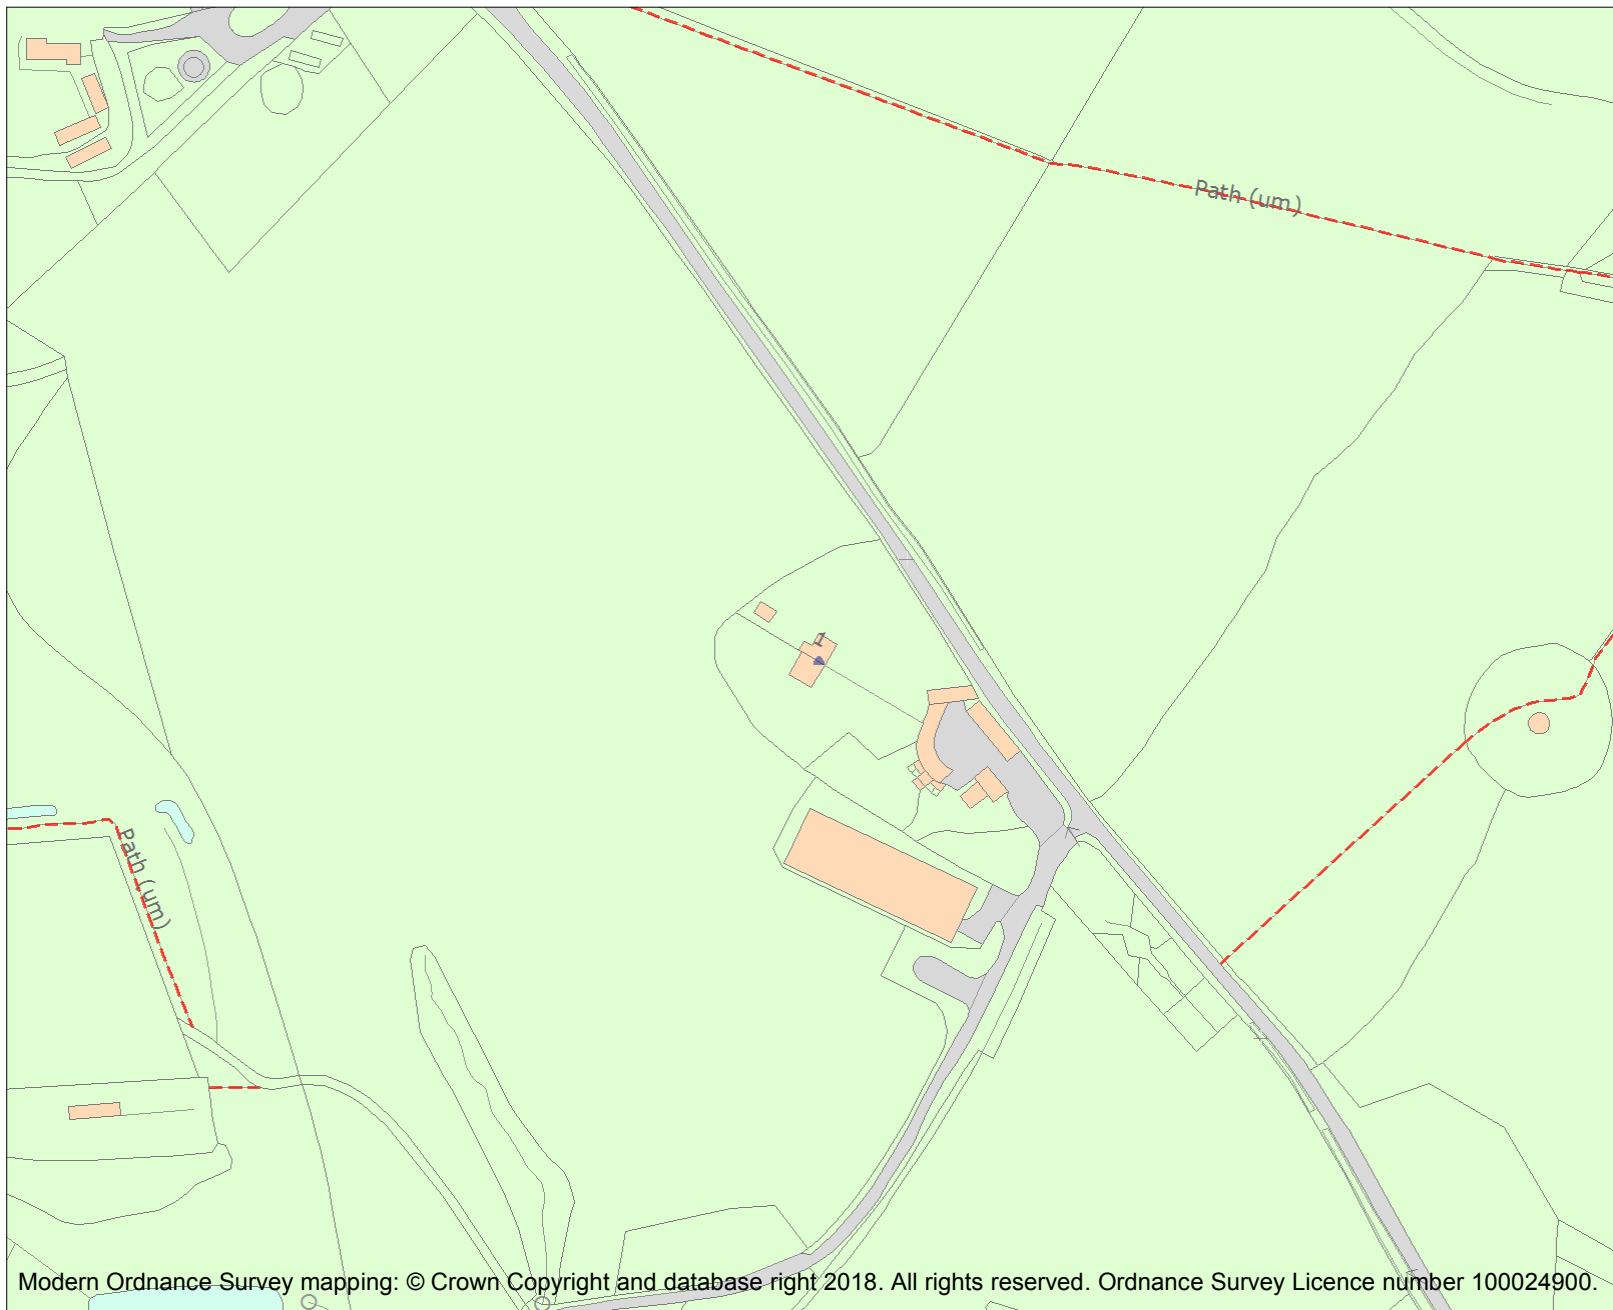 Path (um)
1
Path (um)
Modern Ordnance Survey mapping: © Crown Copyright and database right 2018. All rights reserved. Ordnance Survey Licence number 100024900.